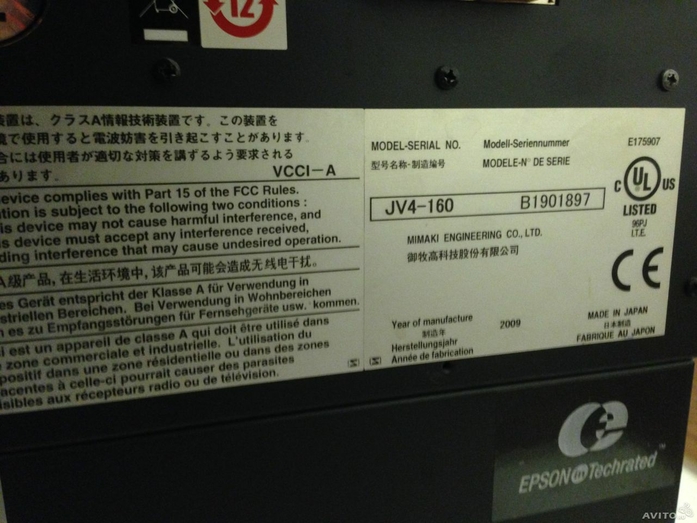 12
装置は、クラスA情報技術装置です。この装置を
で使用すると電波妨害を引き起こすことがあります。
合には使用者が適切な対策を講ずるよう要求される
あります。
VCCI-A
device complies with Part 15 of the FCC Rules.
tion is subject to the following two conditions :
is device may not cause harmful interference, and
is device must accept any interference received,
ding interference that may cause undesired operation.
A级产品,在生活环境中,该产品可能会造成无线电干扰。
es Gerät entspricht der Klasse A für Verwendung in
striellen Bereichen. Bei Verwendung in Wohnbereichen
n es zu Empfangsstörungen für Fernsehgeräte usw. kommen.
ci est un appareil de classe A qui doit être utilisé dans
e zone commerciale et industrielle. L'utilisation du
positif dans une zone résidentielle ou dans des zones
acentes à celle-ci pourrait causer des parasites
isibles aux récepteurs radio ou de télévision.
MODEL-SERIAL NO. Modell-Seriennummer
型号名称·制造编号 MODELE-N° DE SERIE
JV4-160 B1901897
MIMAKI ENGINEERING CO., LTD.
御牧高科技股份有限公司
Year of manufacture 2009
制造年
Herstellungsjahr
Année de fabrication
E175907
C UL US
LISTED
96PJ
I.T.E.
CE
MADE IN JAPAN
日本制造
FABRIQUE AU JAPON
EPSON in Techrated
AVITO